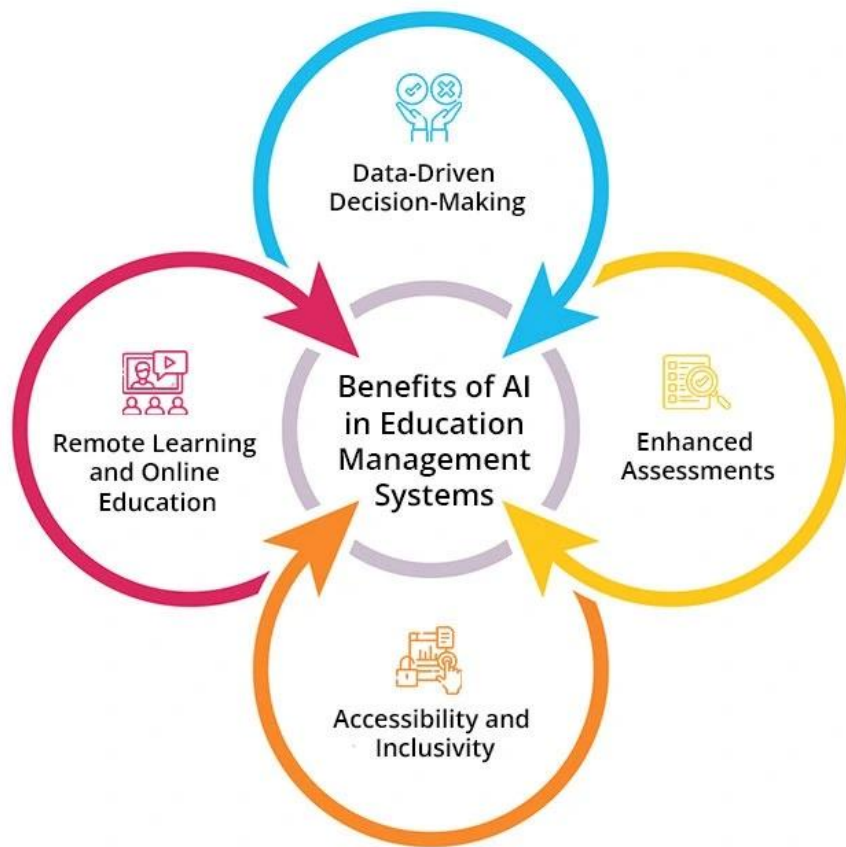 Data-Driven
Decision-Making
Remote Learning
and Online
Education
Benefits of AI
in Education
Management
Systems
Enhanced
Assessments
Accessibility and
Inclusivity